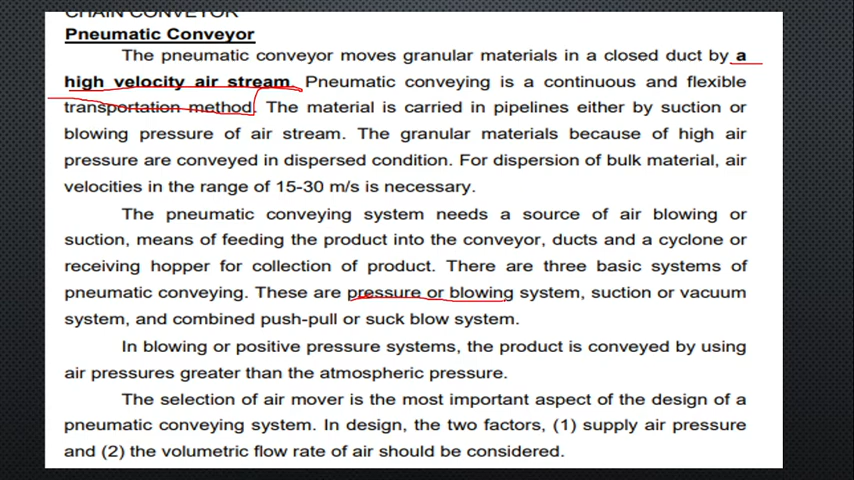 CHAIN CONVEYOR
Pneumatic Conveyor
The pneumatic conveyor moves granular materials in a closed duct by a
high velocity air stream. Pneumatic conveying is a continuous and flexible
transportation method. The material is carried in pipelines either by suction or
blowing pressure of air stream. The granular materials because of high air
pressure are conveyed in dispersed condition. For dispersion of bulk material, air
velocities in the range of 15-30 m/s is necessary.
The pneumatic conveying system needs a source of air blowing or
suction, means of feeding the product into the conveyor, ducts and a cyclone or
receiving hopper for collection of product. There are three basic systems of
pneumatic conveying. These are pressure or blowing system, suction or vacuum
system, and combined push-pull or suck blow system.
In blowing or positive pressure systems, the product is conveyed by using
air pressures greater than the atmospheric pressure.
The selection of air mover is the most important aspect of the design of a
pneumatic conveying system. In design, the two factors, (1) supply air pressure
and (2) the volumetric flow rate of air should be considered.